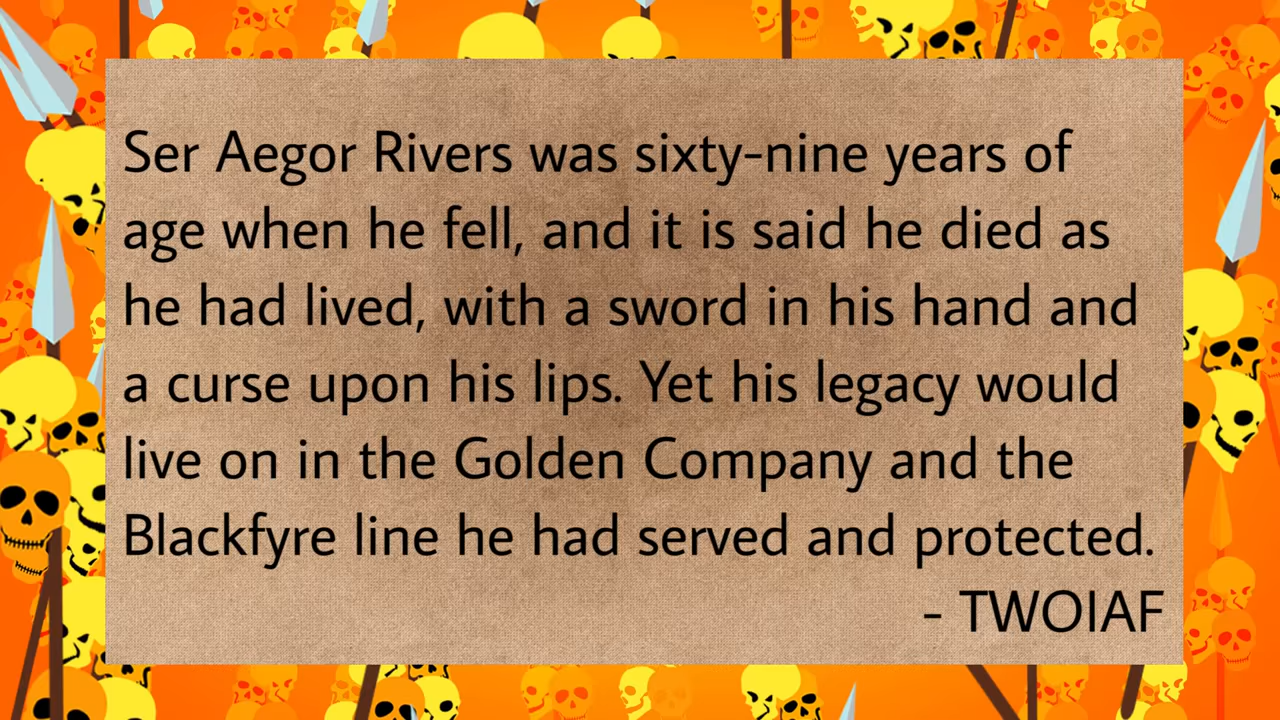 Ser Aegor Rivers was sixty-nine years of
age when he fell, and it is said he died as
he had lived, with a sword in his hand and
a curse upon his lips. Yet his legacy would
live on in the Golden Company and the
Blackfyre line he had served and protected.
- TWOIAF